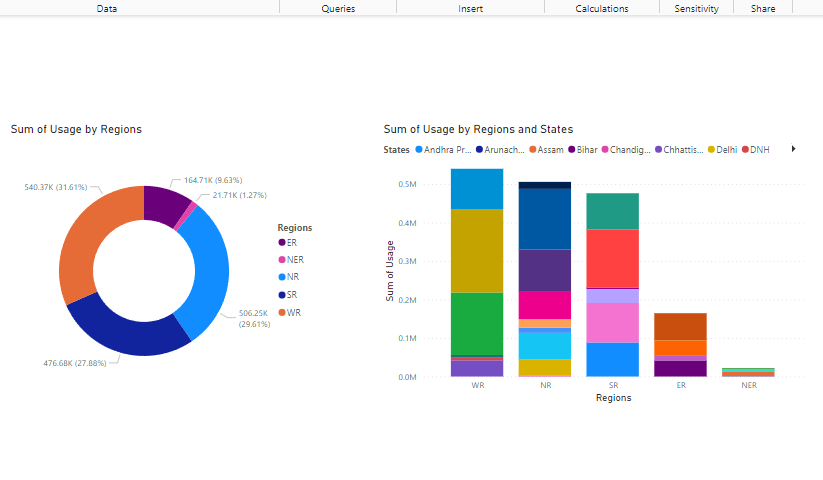 Data Queries Insert Calculations Sensitivity Share
Sum of Usage by Regions
540.37K (31.61%)
164.71K (9.63%)
21.71K (1.27%)
506.25K
(29.61%)
476.68K (27.88%)
Regions
ER
NER
NR
SR
WR
Sum of Usage by Regions and States
States Andhra Pr... Arunach... Assam Bihar Chandig... Chhattis... Delhi DNH
Sum of Usage
0.5M
0.4M
0.3M
0.2M
0.1M
0.0M
WR NR SR ER NER
Regions